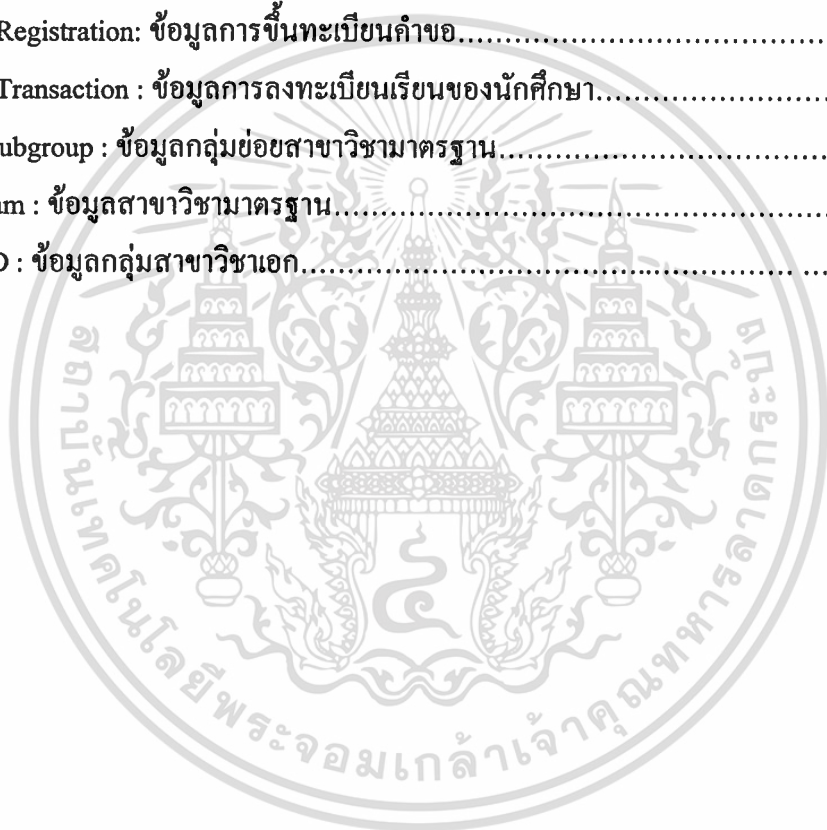 Registration: ข้อมูลการขึ้นทะเบียนคำขอ
Transaction : ข้อมูลการลงทะเบียนเรียนของนักศึกษา
ubgroup : ข้อมูลกลุ่มย่อยสาขาวิชามาตรฐาน
um : ข้อมูลสาขาวิชามาตรฐาน
: ข้อมูลกลุ่มสาขาวิชาเอก
สถาบันเทคโนโลยีพระจอมเกล้าเจ้าคุณทหารลาดกระบัง